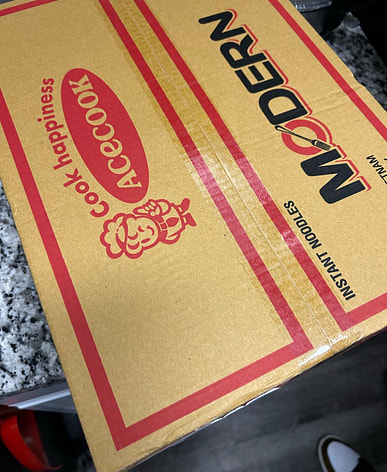 cook happiness
ACECOOK
MODERN
INSTANT NOODLES